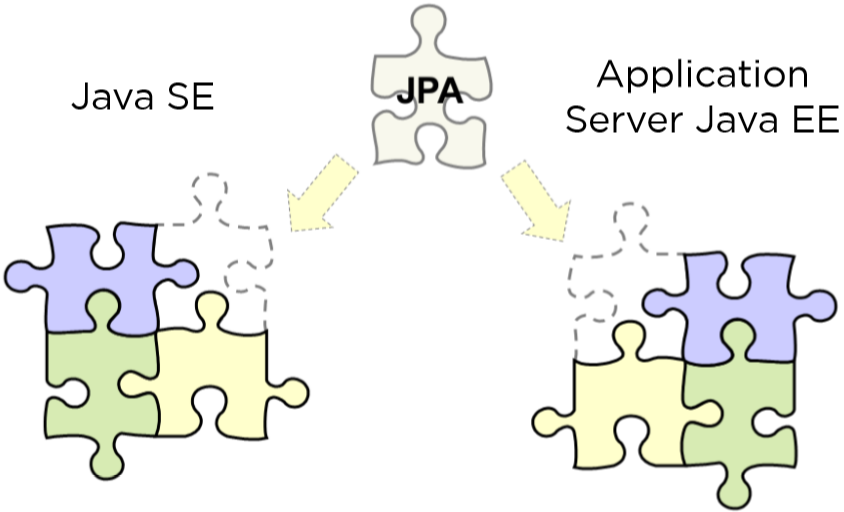 Java SE
JPA
Application
Server Java EE